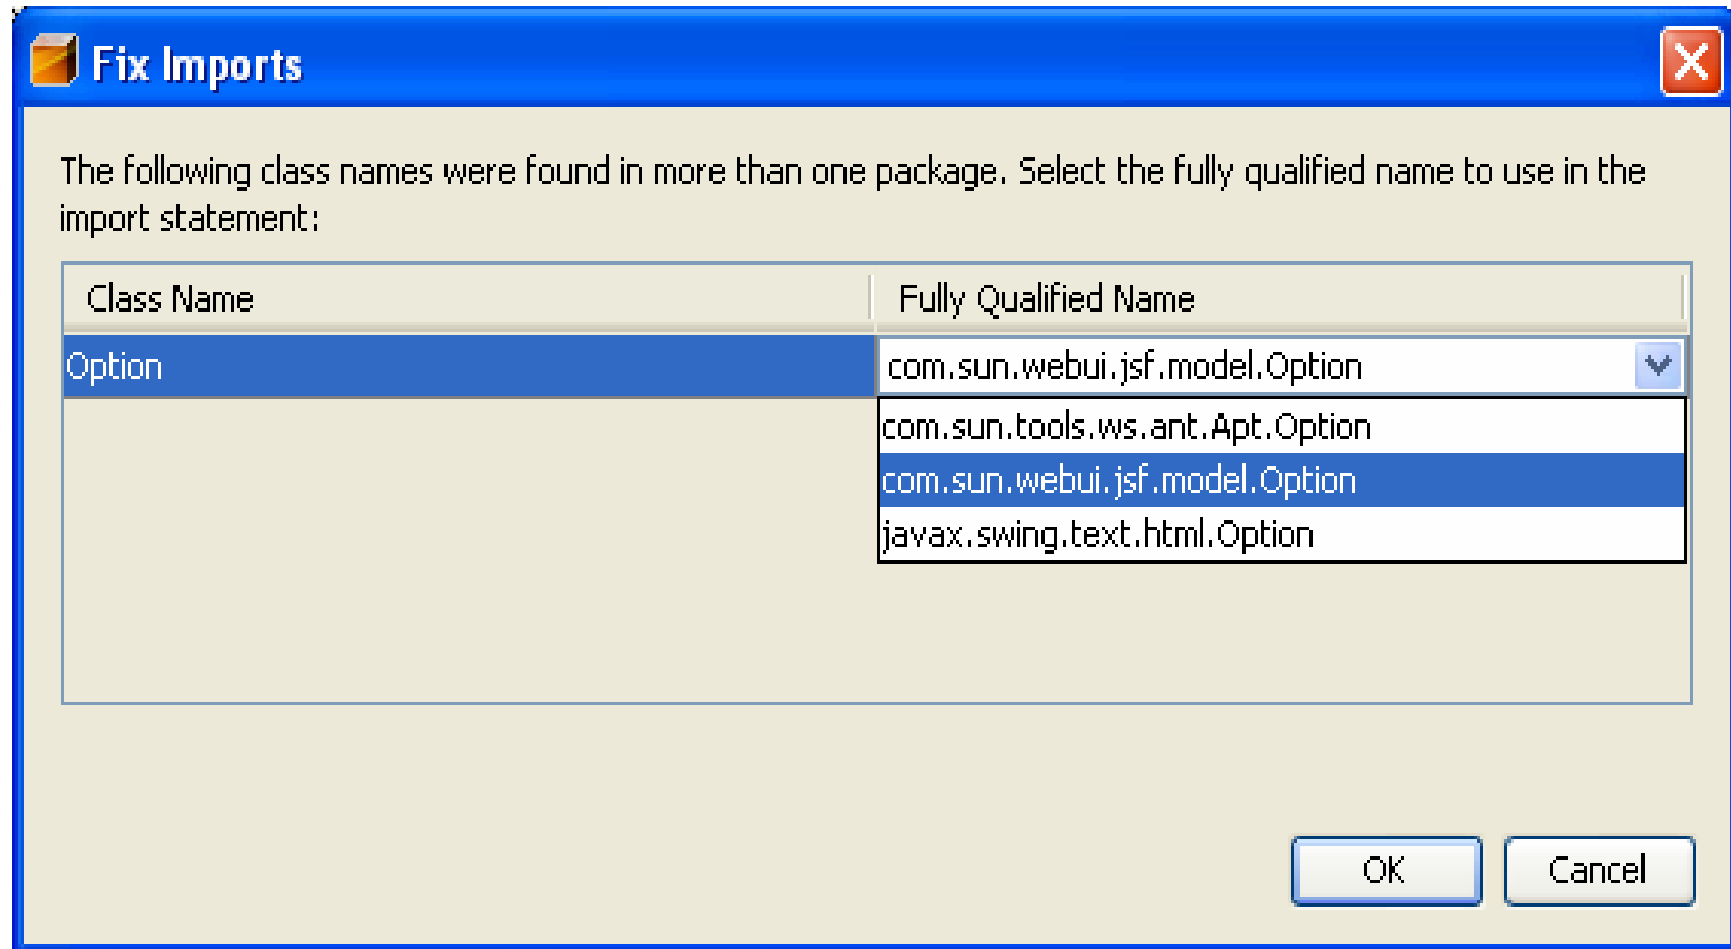 Fix Imports
The following class names were found in more than one package. Select the fully qualified name to use in the
import statement:
Class Name Fully Qualified Name
Option com.sun.webui.jsf.model.Option
com.sun.tools.ws.ant.Apt.Option
com.sun.webui.jsf.model.Option
javax.swing.text.html.Option
OK Cancel